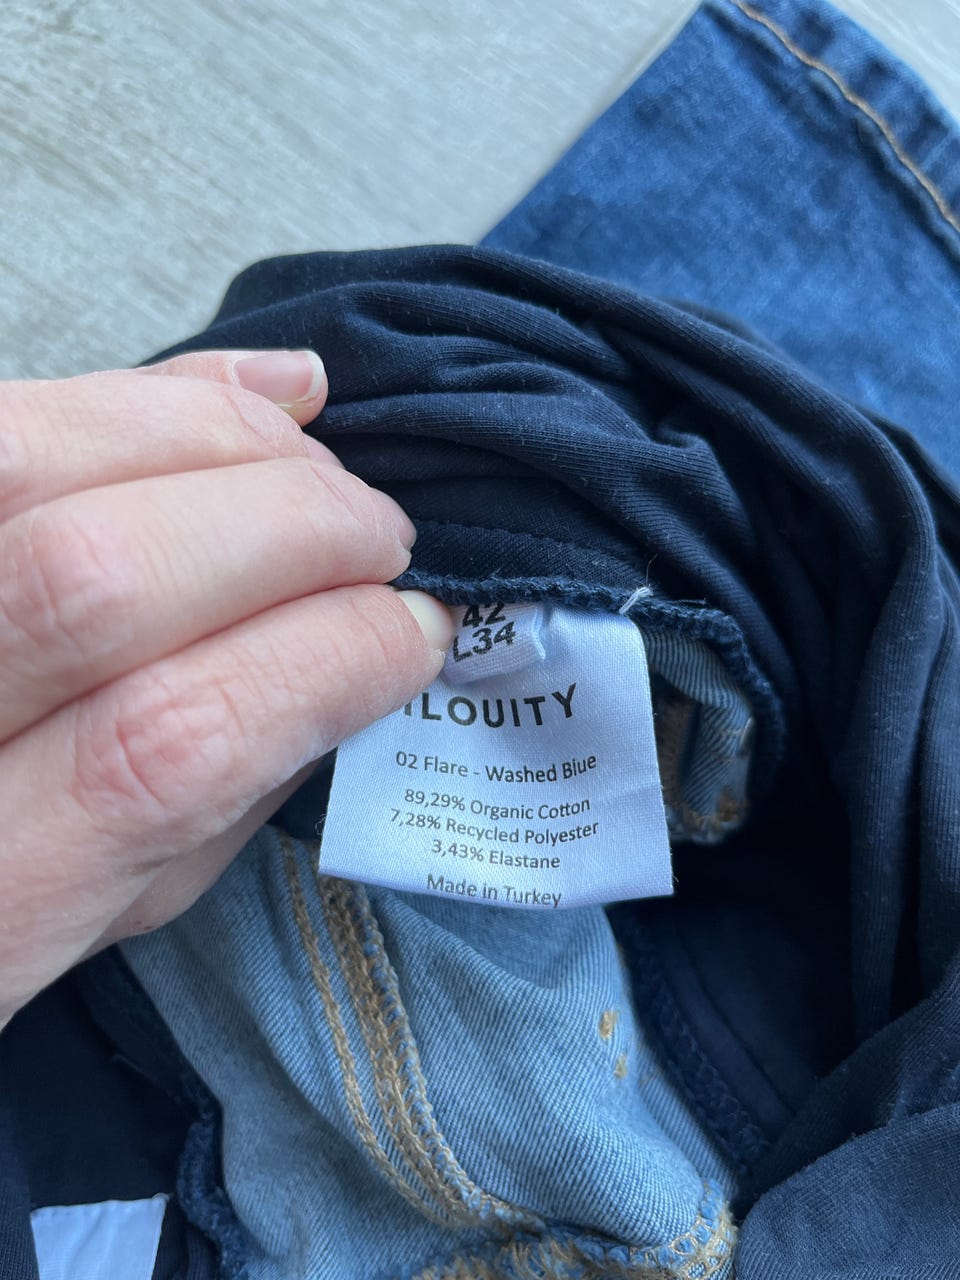 42
L34
LOUITY
02 Flare - Washed Blue
89,29% Organic Cotton
7,28% Recycled Polyester
3,43% Elastane
Made in Turkey